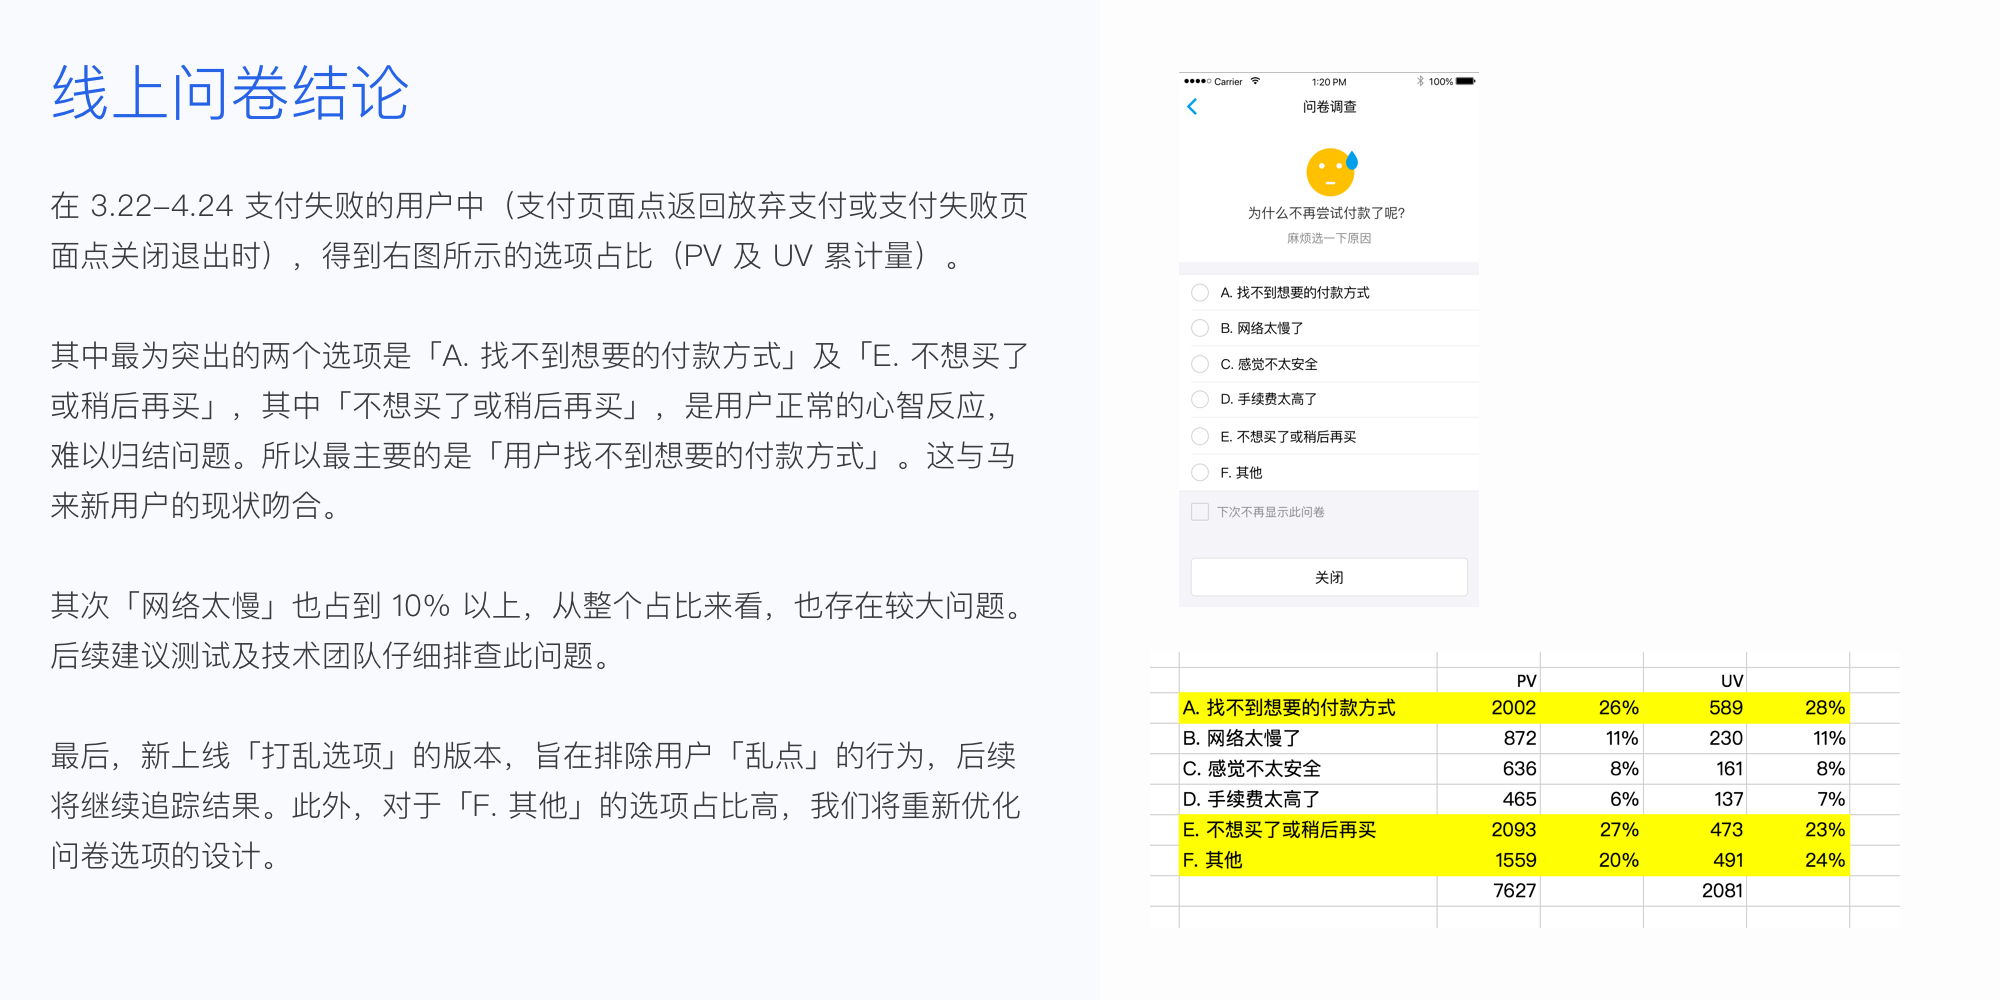 线上问卷结论
在 3.22–4.24 支付失败的用户中（支付页面点返回放弃支付或支付失败页
面点关闭退出时），得到右图所示的选项占比（PV 及 UV 累计量）。
其中最为突出的两个选项是「A. 找不到想要的付款方式」及「E. 不想买了
或稍后再买」，其中「不想买了或稍后再买」，是用户正常的心智反应，
难以归结问题。所以最主要的是「用户找不到想要的付款方式」。这与马
来新用户的现状吻合。
其次「网络太慢」也占到 10% 以上，从整个占比来看，也存在较大问题。
后续建议测试及技术团队仔细排查此问题。
最后，新上线「打乱选项」的版本，旨在排除用户「乱点」的行为，后续
将继续追踪结果。此外，对于「F. 其他」的选项占比高，我们将重新优化
问卷选项的设计。
Carrier 1:20 PM 100%
问卷调查
为什么不再尝试付款了呢?
麻烦选一下原因
A. 找不到想要的付款方式
B. 网络太慢了
C. 感觉不太安全
D. 手续费太高了
E. 不想买了或稍后再买
F. 其他
下次不再显示此问卷
关闭
PV UV
A. 找不到想要的付款方式 2002 26% 589 28%
B. 网络太慢了 872 11% 230 11%
C. 感觉不太安全 636 8% 161 8%
D. 手续费太高了 465 6% 137 7%
E. 不想买了或稍后再买 2093 27% 473 23%
F. 其他 1559 20% 491 24%
7627 2081